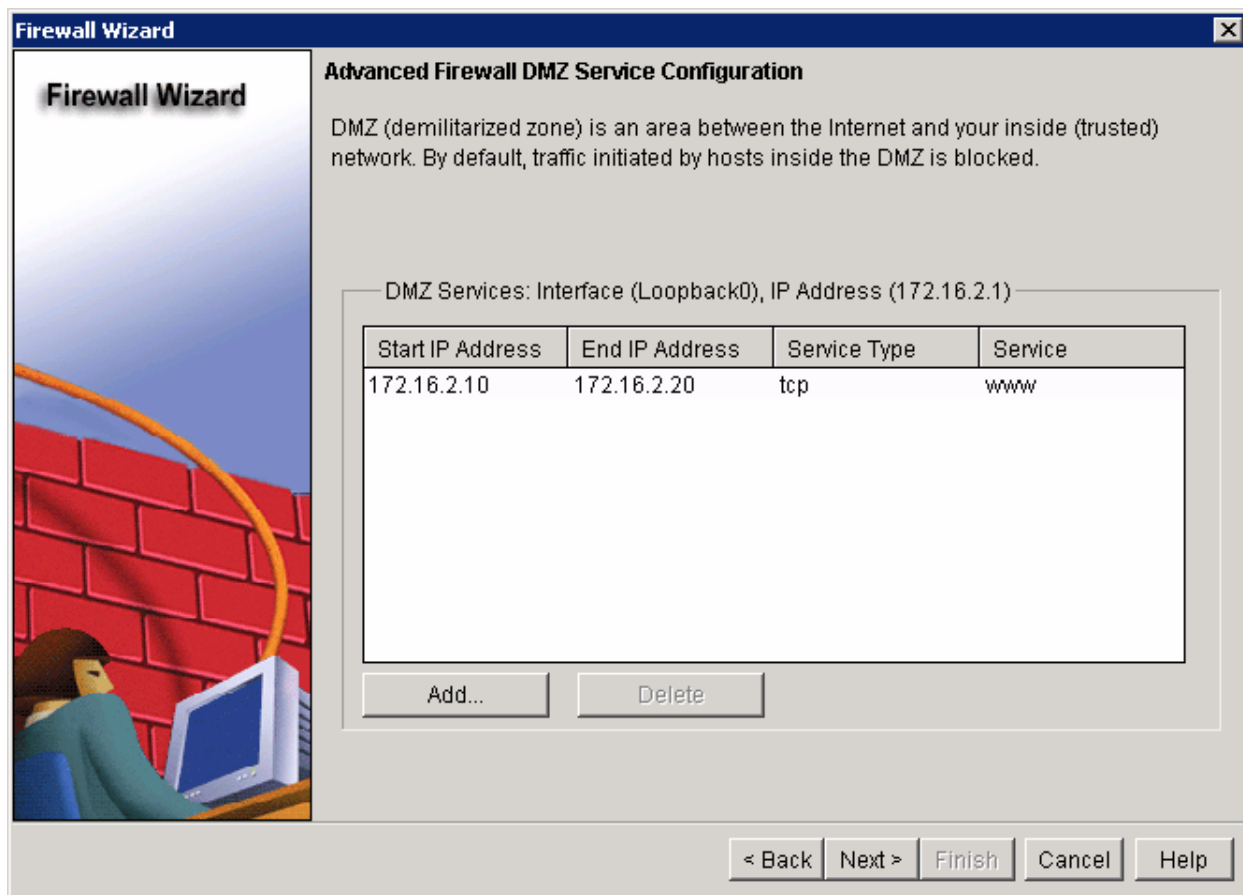 Firewall Wizard
Firewall Wizard
Advanced Firewall DMZ Service Configuration
DMZ (demilitarized zone) is an area between the Internet and your inside (trusted)
network. By default, traffic initiated by hosts inside the DMZ is blocked.
DMZ Services: Interface (Loopback0), IP Address (172.16.2.1)
Start IP Address End IP Address Service Type Service
172.16.2.10 172.16.2.20 tcp www
Add... Delete
< Back Next > Finish Cancel Help